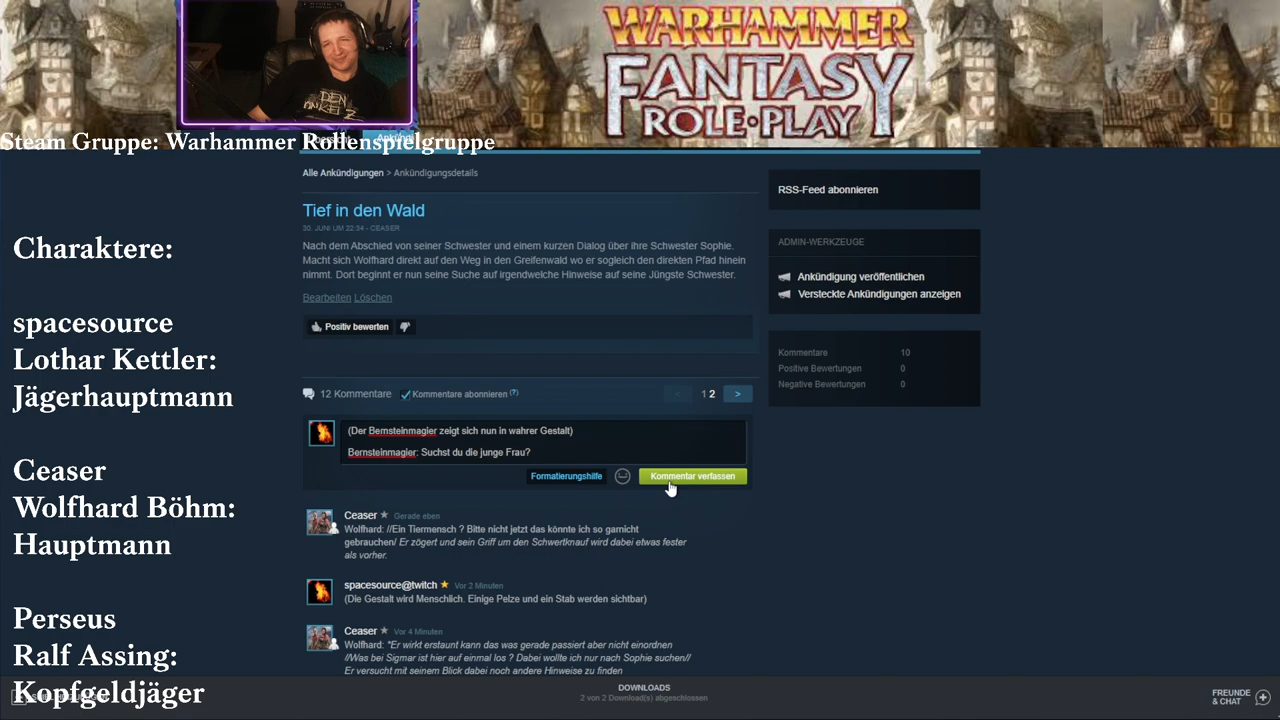 WARHAMMER
FANTASY
ROLE-PLAY
Steam Gruppe: Warhammer Rollenspielgruppe
Alle Ankündigungen > Ankündigungsdetails
Tief in den Wald
30. JUNI UM 22:34 - CEASER
Nach dem Abschied von seiner Schwester und einem kurzen Dialog über ihre Schwester Sophie.
Macht sich Wolfhard direkt auf den Weg in den Greifenwald wo er sogleich den direkten Pfad hinein
nimmt. Dort beginnt er nun seine Suche auf irgendwelche Hinweise auf seine Jüngste Schwester.
Bearbeiten Löschen
Positiv bewerten
12 Kommentare Kommentare abonnieren (?) < 1 2 >
(Der Bernsteinmagier zeigt sich nun in wahrer Gestalt)
Bernsteinmagier: Suchst du die junge Frau?
Formatierungshilfe Kommentar verfassen
Ceaser Gerade eben
Wolfhard: //Ein Tiermensch ? Bitte nicht jetzt das könnte ich so garnicht
gebrauchen/ Er zögert und sein Griff um den Schwertknauf wird dabei etwas fester
als vorher.
spacesource@twitch Vor 2 Minuten
(Die Gestalt wird Menschlich. Einige Pelze und ein Stab werden sichtbar)
Ceaser Vor 4 Minuten
Wolfhard: *Er wirkt erstaunt kann das was gerade passiert aber nicht einordnen
//Was bei Sigmar ist hier auf einmal los ? Dabei wollte ich nur nach Sophie suchen//
Er versucht mit seinem Blick dabei noch andere Hinweise zu finden
RSS-Feed abonnieren
ADMIN-WERKZEUGE
Ankündigung veröffentlichen
Versteckte Ankündigungen anzeigen
Kommentare 10
Positive Bewertungen 0
Negative Bewertungen 0
Charaktere:
spacesource
Lothar Kettler:
Jägerhauptmann
Ceaser
Wolfhard Böhm:
Hauptmann
Perseus
Ralf Assing:
Kopfgeldjäger
DOWNLOADS
2 von 2 Download(s) abgeschlossen
FREUNDE
& CHAT